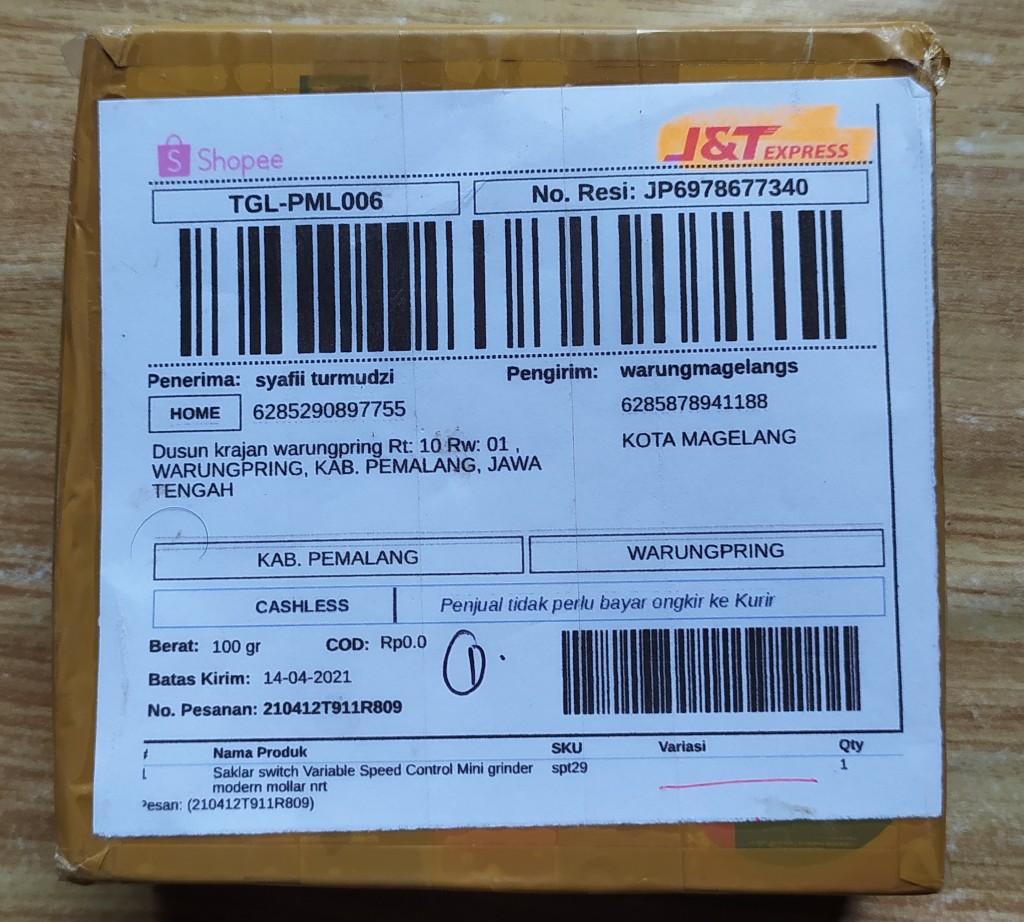 Shopee
J&T EXPRESS
TGL-PML006
No. Resi: JP6978677340
Penerima: syafii turmudzi
Pengirim: warungmagelangs
HOME 6285290897755
6285878941188
KOTA MAGELANG
Dusun krajan warungpring Rt: 10 Rw: 01 ,
WARUNGPRING, KAB. PEMALANG, JAWA
TENGAH
KAB. PEMALANG
WARUNGPRING
CASHLESS
Penjual tidak perlu bayar ongkir ke Kurir
Berat: 100 gr COD: Rp0.0
1
Batas Kirim: 14-04-2021
No. Pesanan: 210412T911R809
# Nama Produk SKU Variasi Qty
Saklar switch Variable Speed Control Mini grinder spt29 1
modern mollar nrt
esan: (210412T911R809)